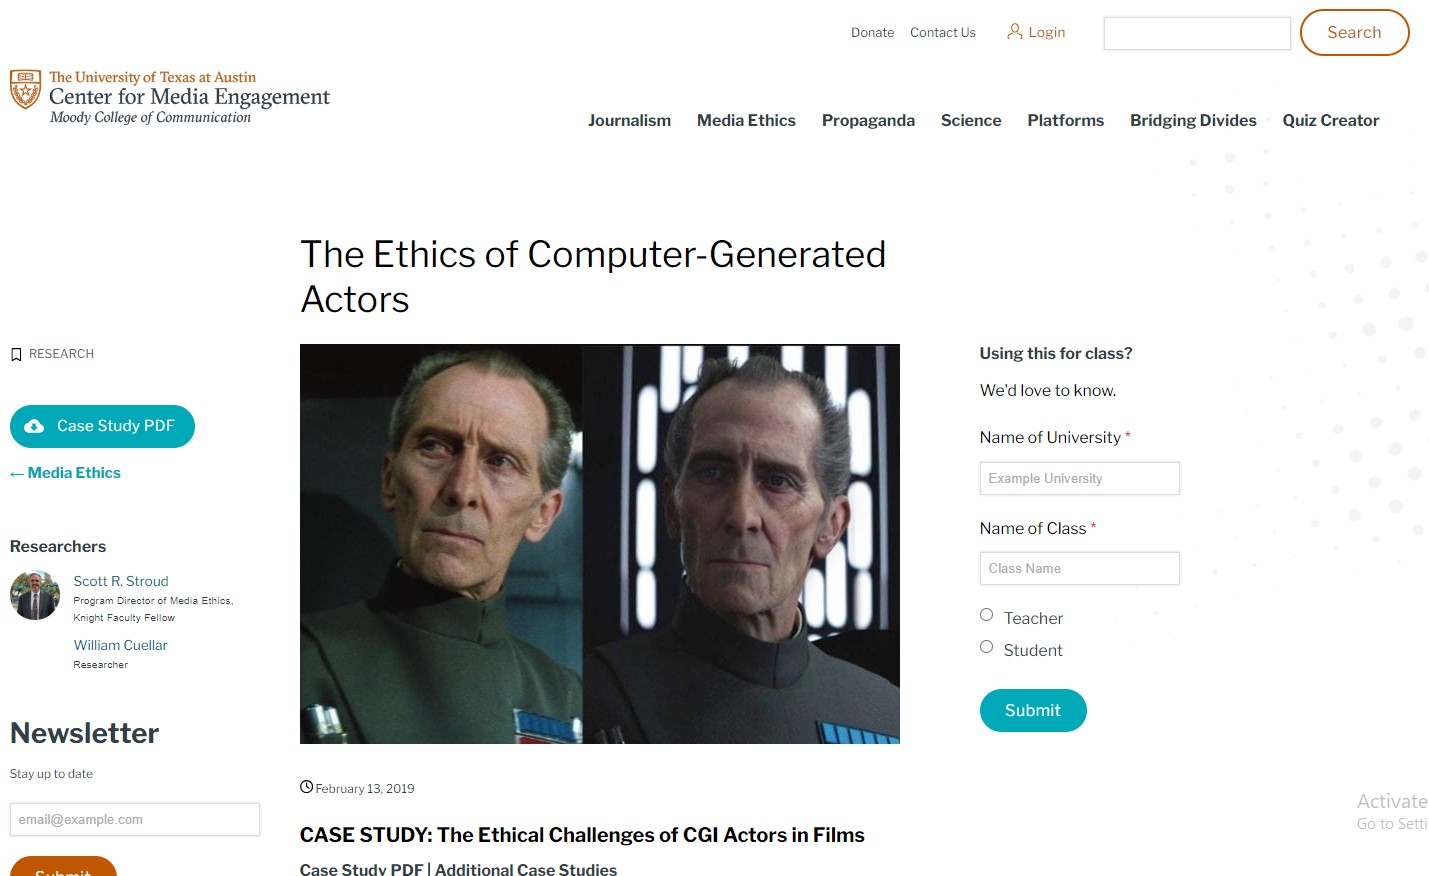 Donate Contact Us Login Search
The University of Texas at Austin
Center for Media Engagement
Moody College of Communication
Journalism Media Ethics Propaganda Science Platforms Bridging Divides Quiz Creator
The Ethics of Computer-Generated
Actors
RESEARCH
Case Study PDF
← Media Ethics
Researchers
Scott R. Stroud
Program Director of Media Ethics,
Knight Faculty Fellow
William Cuellar
Researcher
Newsletter
Stay up to date
email@example.com
Submit
February 13, 2019
CASE STUDY: The Ethical Challenges of CGI Actors in Films
Case Study PDF | Additional Case Studies
Using this for class?
We'd love to know.
Name of University *
Example University
Name of Class *
Class Name
Teacher
Student
Submit
Activate
Go to Setti